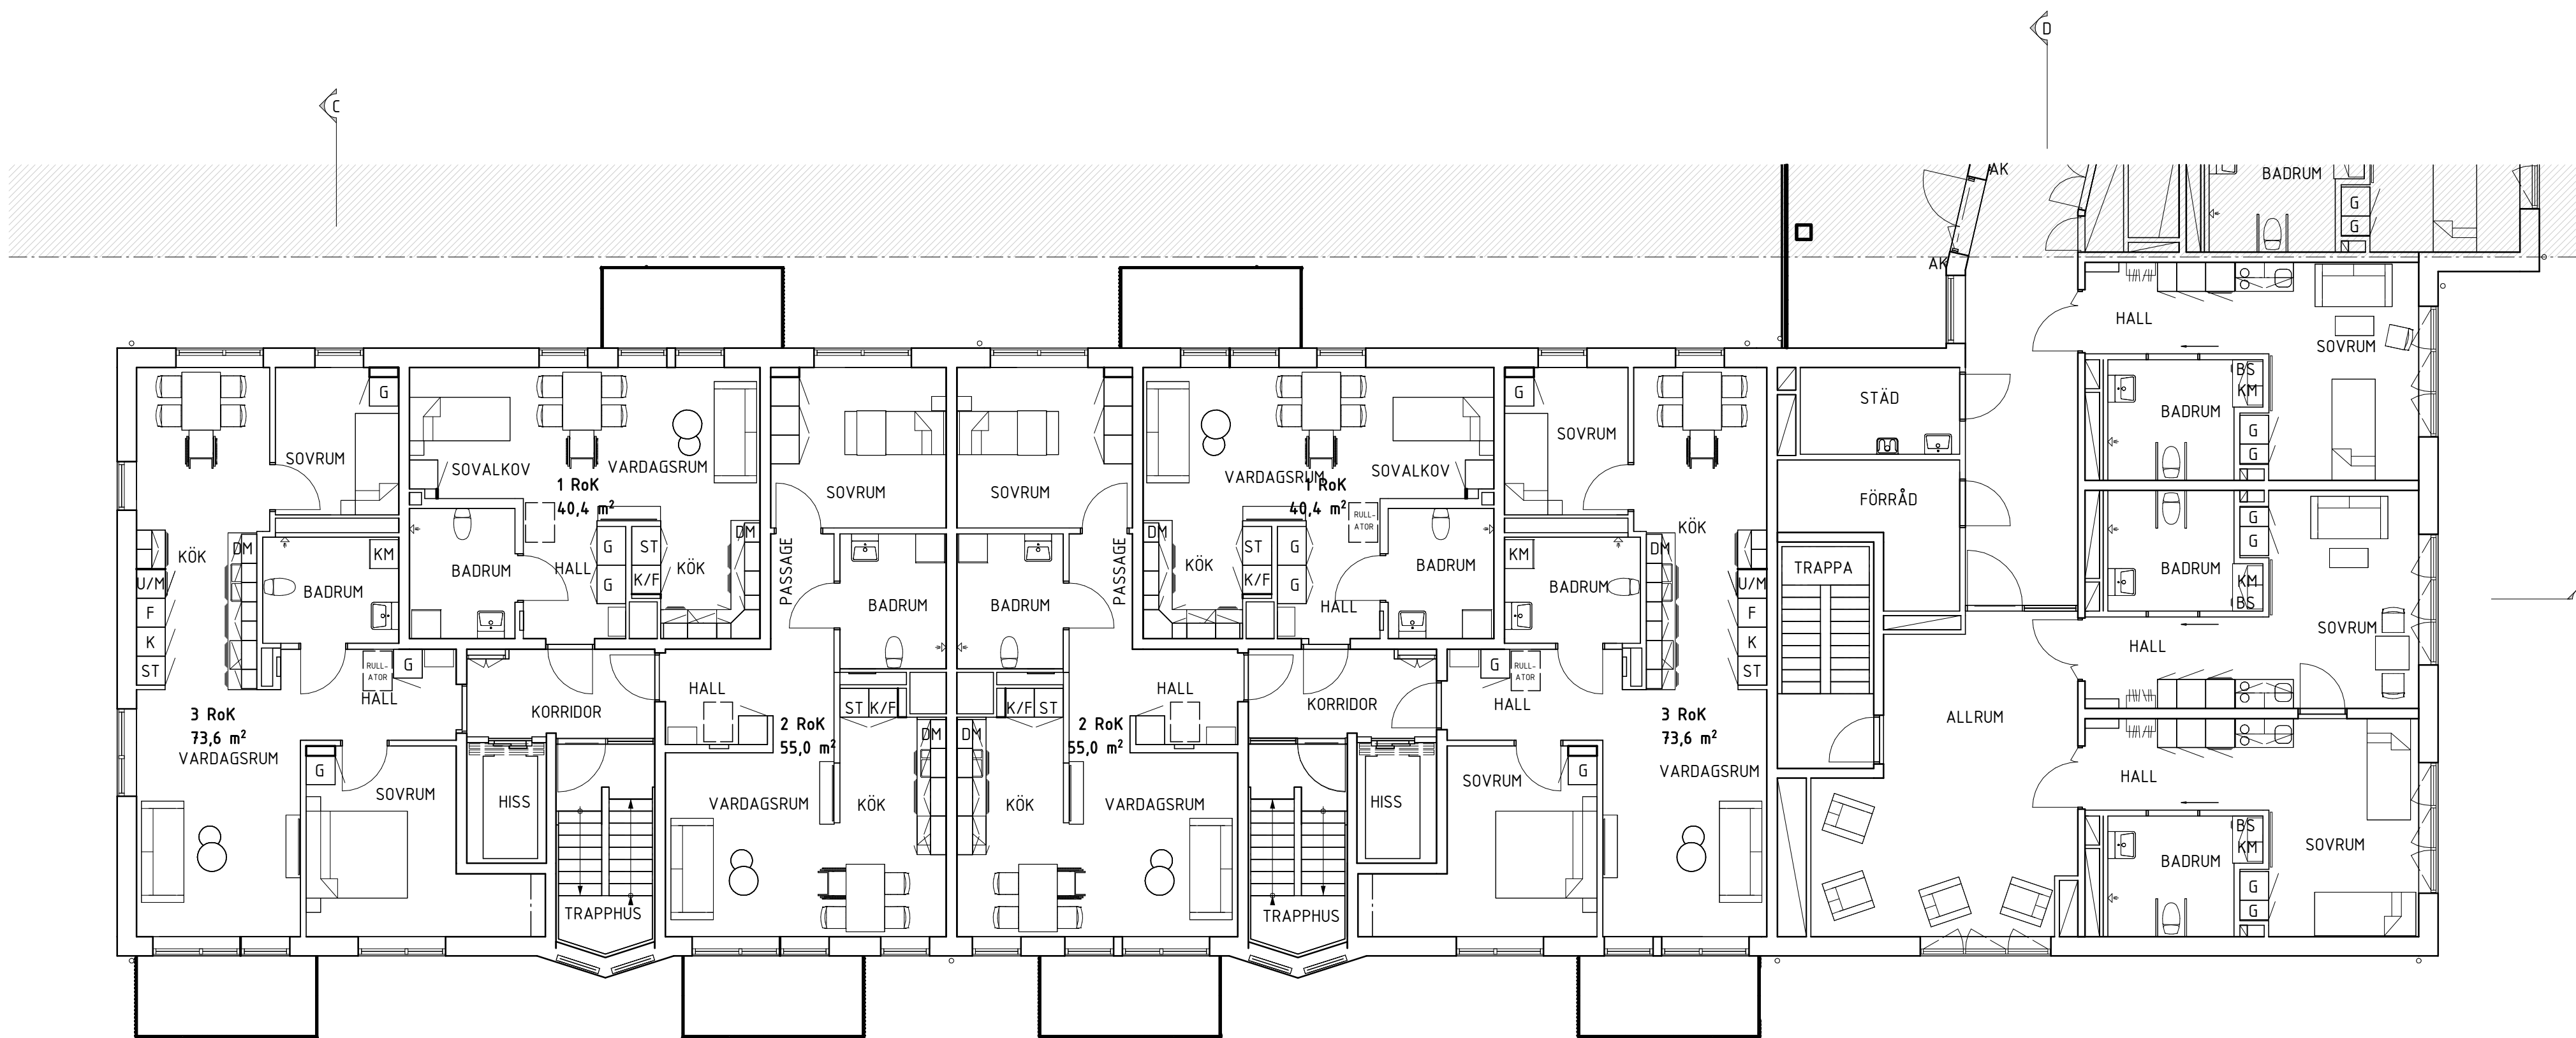 D
C
AK
BADRUM
G
G
AK
HALL
SOVRUM
BS
KM
BADRUM
G
G
STÄD
G
SOVRUM
SOVALKOV
VARDAGSRUM
1 RoK
40,4 m²
SOVRUM
SOVRUM
VARDAGSRUM
SOVALKOV
1 RoK
40,4 m²
RULL-
ATOR
G
SOVRUM
FÖRRÅD
G
G
BADRUM
KM
BS
KÖK
DM
U/M
F
K
ST
KM
BADRUM
BADRUM
HALL
G
G
ST
K/F
KÖK
DM
PASSAGE
BADRUM
BADRUM
PASSAGE
DM
KÖK
ST
K/F
G
G
HALL
BADRUM
KM
BADRUM
DM
KÖK
U/M
F
K
ST
TRAPPA
SOVRUM
HALL
RULL-
ATOR
G
HALL
KORRIDOR
HALL
ST
K/F
K/F
ST
HALL
KORRIDOR
G
RULL-
ATOR
HALL
3 RoK
73,6 m²
VARDAGSRUM
2 RoK
55,0 m²
DM
DM
2 RoK
55,0 m²
3 RoK
73,6 m²
VARDAGSRUM
ALLRUM
HALL
G
SOVRUM
HISS
VARDAGSRUM
KÖK
KÖK
VARDAGSRUM
HISS
SOVRUM
G
BS
KM
BADRUM
SOVRUM
G
G
TRAPPHUS
TRAPPHUS